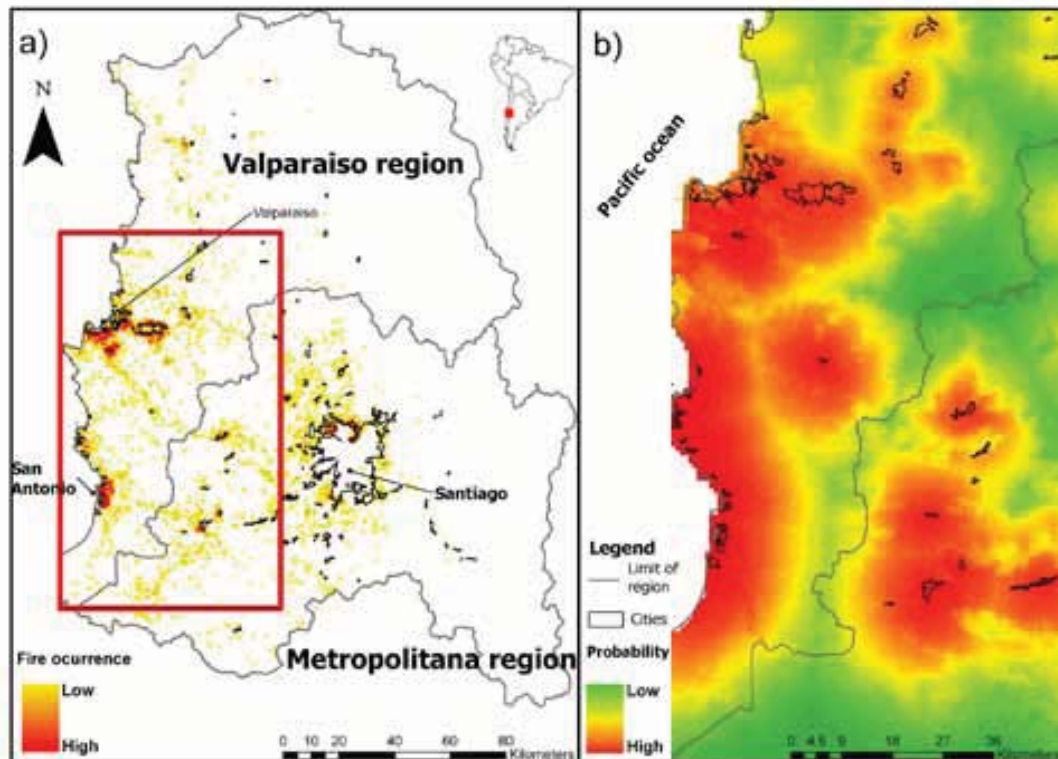 a)
N
Valparaiso region
Valparaiso
San
Antonio
Santiago
Metropolitana region
Fire ocurrence
Low
High
0 10 20 40 60 80
Kilometers
b)
Pacific ocean
Legend
Limit of
region
Cities
Probability
Low
High
0 4.5 9 18 27 36
Kilometers